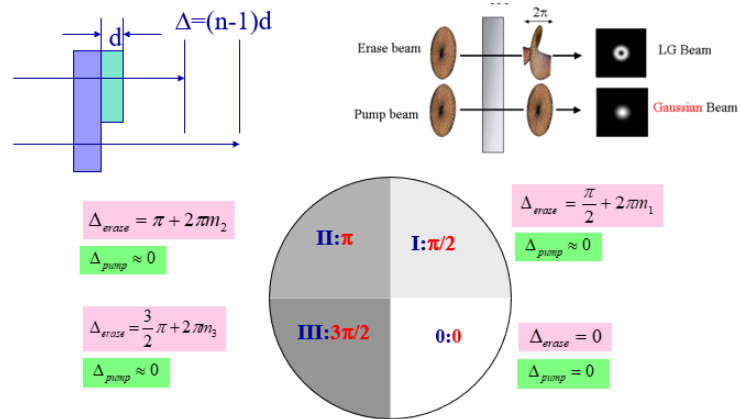 Δ=(n-1)d
d
2π
Erase beam
LG Beam
Pump beam
Gaussian Beam
Δerase = π + 2πm₂
Δpump ≈ 0
II:π
I:π/2
Δerase = π/2 + 2πm₁
Δpump ≈ 0
Δerase = 3/2 π + 2πm₃
Δpump ≈ 0
III:3π/2
0:0
Δerase = 0
Δpump = 0